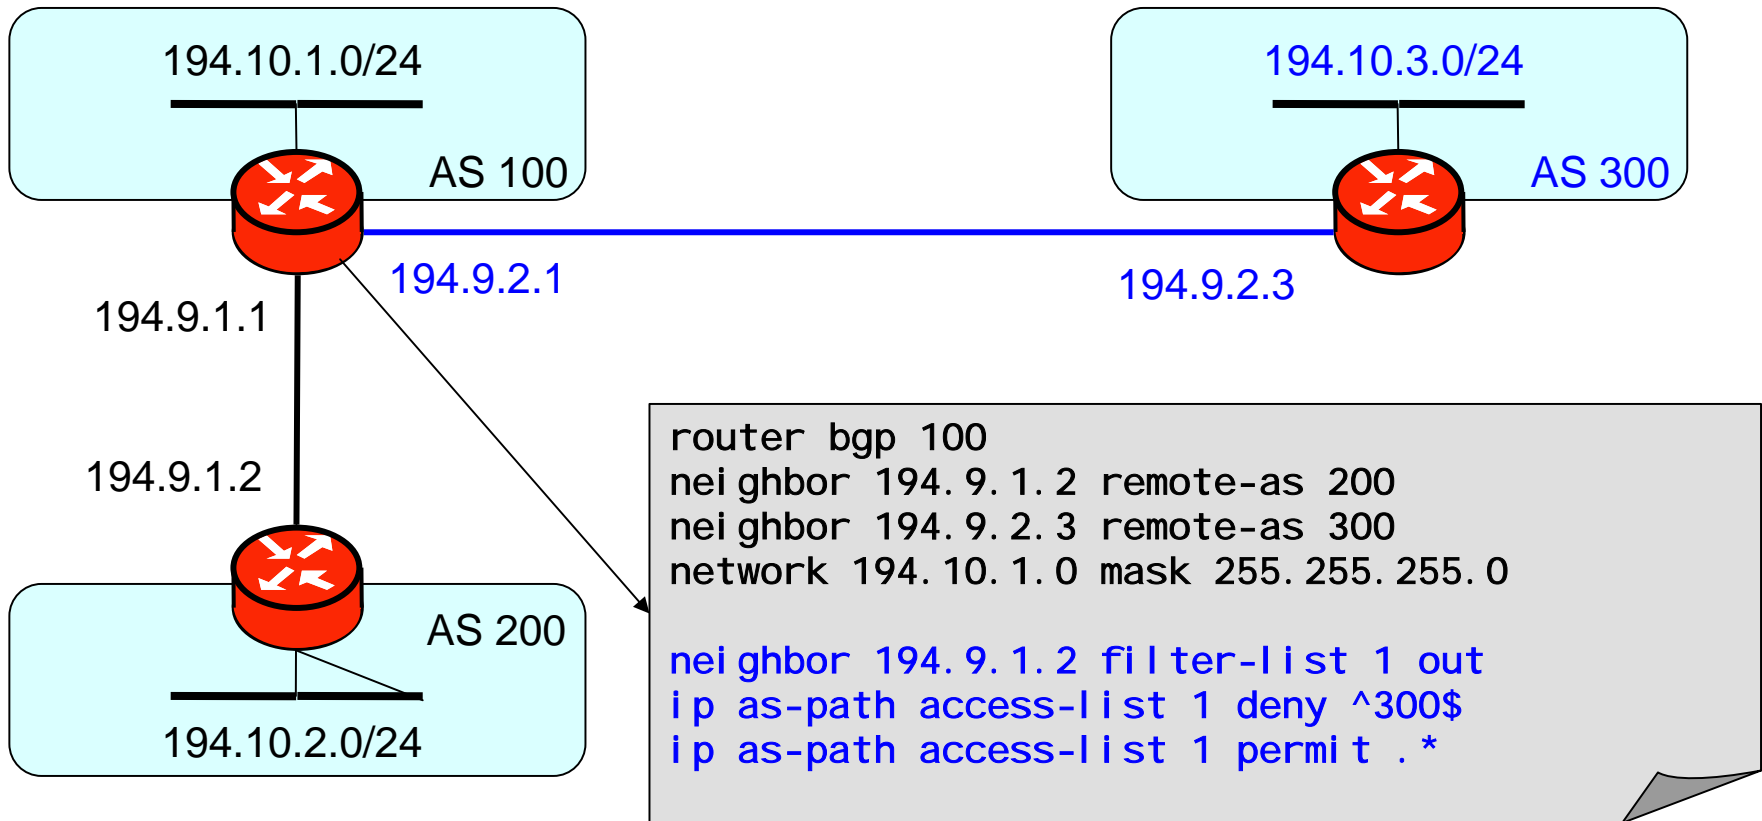 194.10.1.0/24
AS 100
194.10.3.0/24
AS 300
194.9.2.1
194.9.2.3
194.9.1.1
194.9.1.2
AS 200
194.10.2.0/24
router bgp 100
neighbor 194.9.1.2 remote-as 200
neighbor 194.9.2.3 remote-as 300
network 194.10.1.0 mask 255.255.255.0
neighbor 194.9.1.2 filter-list 1 out
ip as-path access-list 1 deny ^300$
ip as-path access-list 1 permit .*